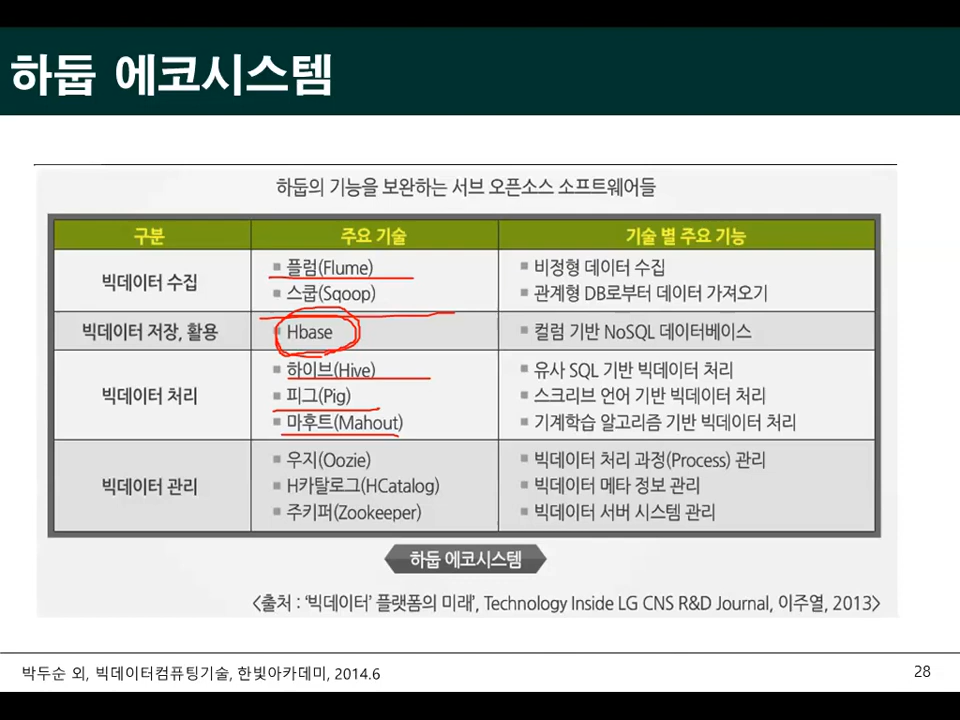 하둡 에코시스템
하둡의 기능을 보완하는 서브 오픈소스 소프트웨어들
구분 주요 기술 기술 별 주요 기능
빅데이터 수집
플럼(Flume) 비정형 데이터 수집
스쿱(Sqoop) 관계형 DB로부터 데이터 가져오기
빅데이터 저장, 활용 Hbase 컬럼 기반 NoSQL 데이터베이스
빅데이터 처리
하이브(Hive) 유사 SQL 기반 빅데이터 처리
피그(Pig) 스크리브 언어 기반 빅데이터 처리
마후트(Mahout) 기계학습 알고리즘 기반 빅데이터 처리
빅데이터 관리
우지(Oozie) 빅데이터 처리 과정(Process) 관리
H카탈로그(HCatalog) 빅데이터 메타 정보 관리
주키퍼(Zookeeper) 빅데이터 서버 시스템 관리
하둡 에코시스템
<출처 : '빅데이터' 플랫폼의 미래', Technology Inside LG CNS R&D Journal, 이주열, 2013>
박두순 외, 빅데이터컴퓨팅기술, 한빛아카데미, 2014.6
28